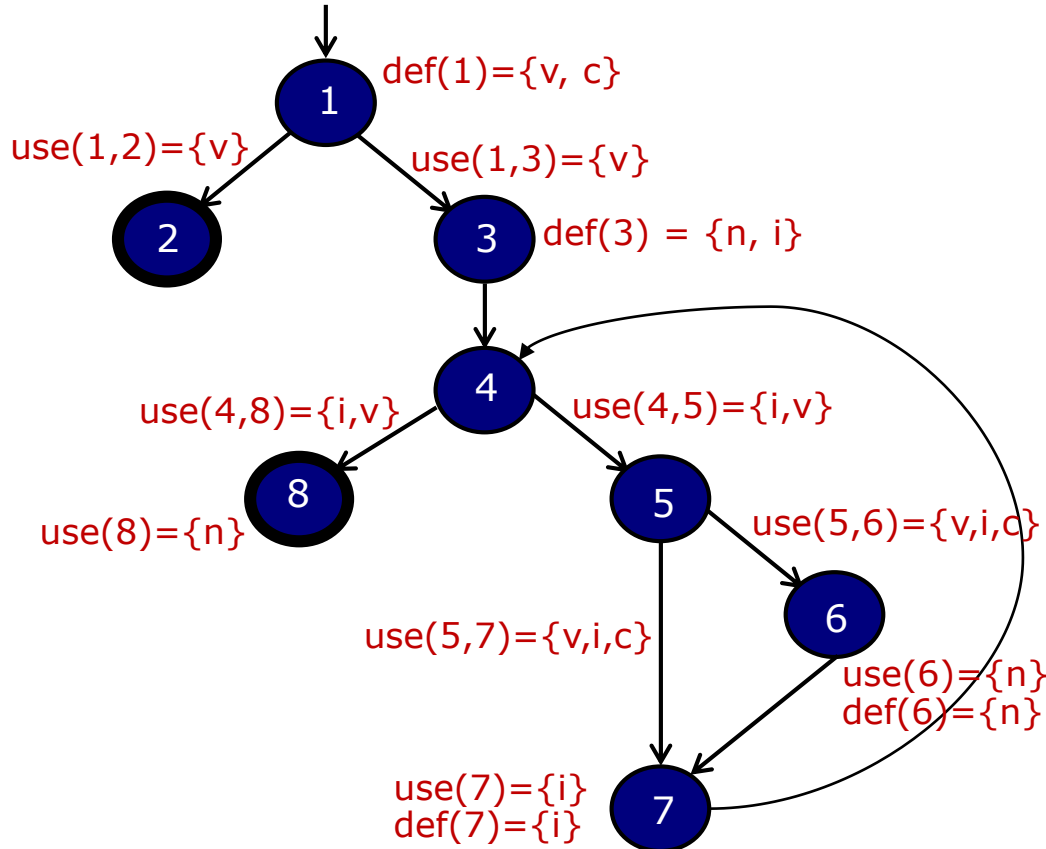 def(1)={v, c}
1
use(1,2)={v}
use(1,3)={v}
2
3
def(3) = {n, i}
4
use(4,8)={i,v}
use(4,5)={i,v}
8
5
use(8)={n}
use(5,6)={v,i,c}
6
use(5,7)={v,i,c}
use(6)={n}
def(6)={n}
use(7)={i}
def(7)={i}
7